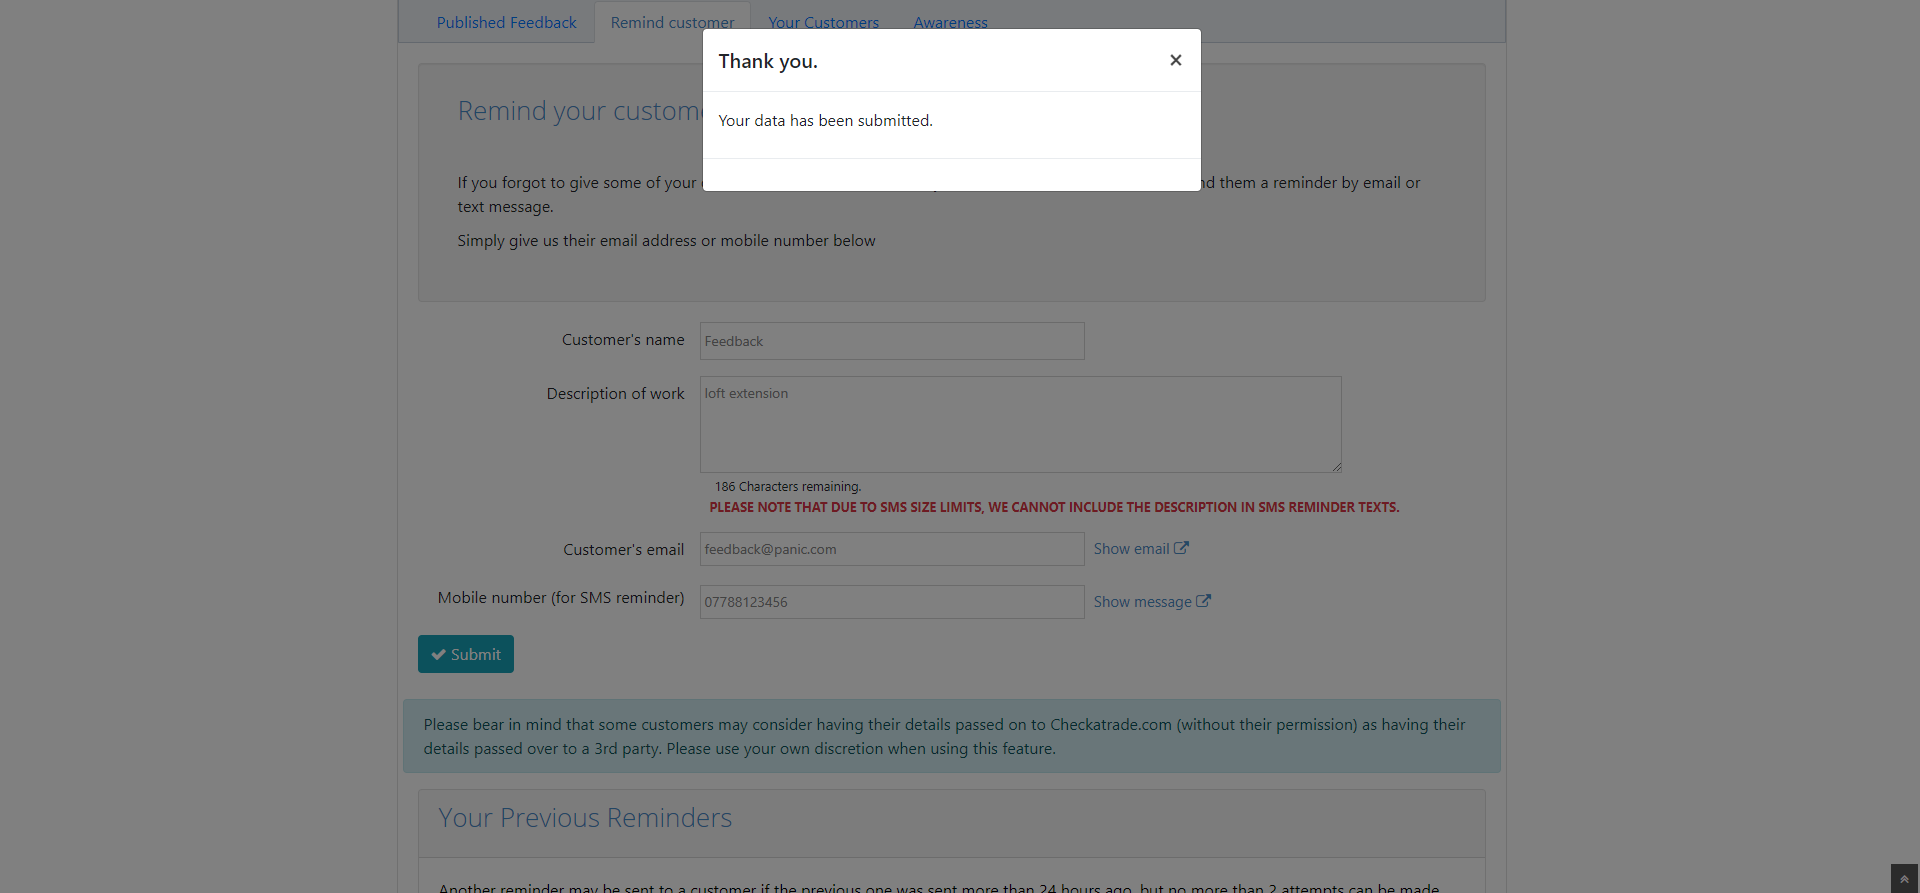 Published Feedback
Remind customer
Your Customers
Awareness
Thank you.
×
Your data has been submitted.
Remind your custome
If you forgot to give some of your
nd them a reminder by email or
text message.
Simply give us their email address or mobile number below
Customer's name
Feedback
Description of work
loft extension
186 Characters remaining.
PLEASE NOTE THAT DUE TO SMS SIZE LIMITS, WE CANNOT INCLUDE THE DESCRIPTION IN SMS REMINDER TEXTS.
Customer's email
feedback@panic.com
Show email
Mobile number (for SMS reminder)
07788123456
Show message
Submit
Please bear in mind that some customers may consider having their details passed on to Checkatrade.com (without their permission) as having their
details passed over to a 3rd party. Please use your own discretion when using this feature.
Your Previous Reminders
Another reminder may be sent to a customer if the previous one was sent more than 24 hours ago, but no more than 2 attempts can be made